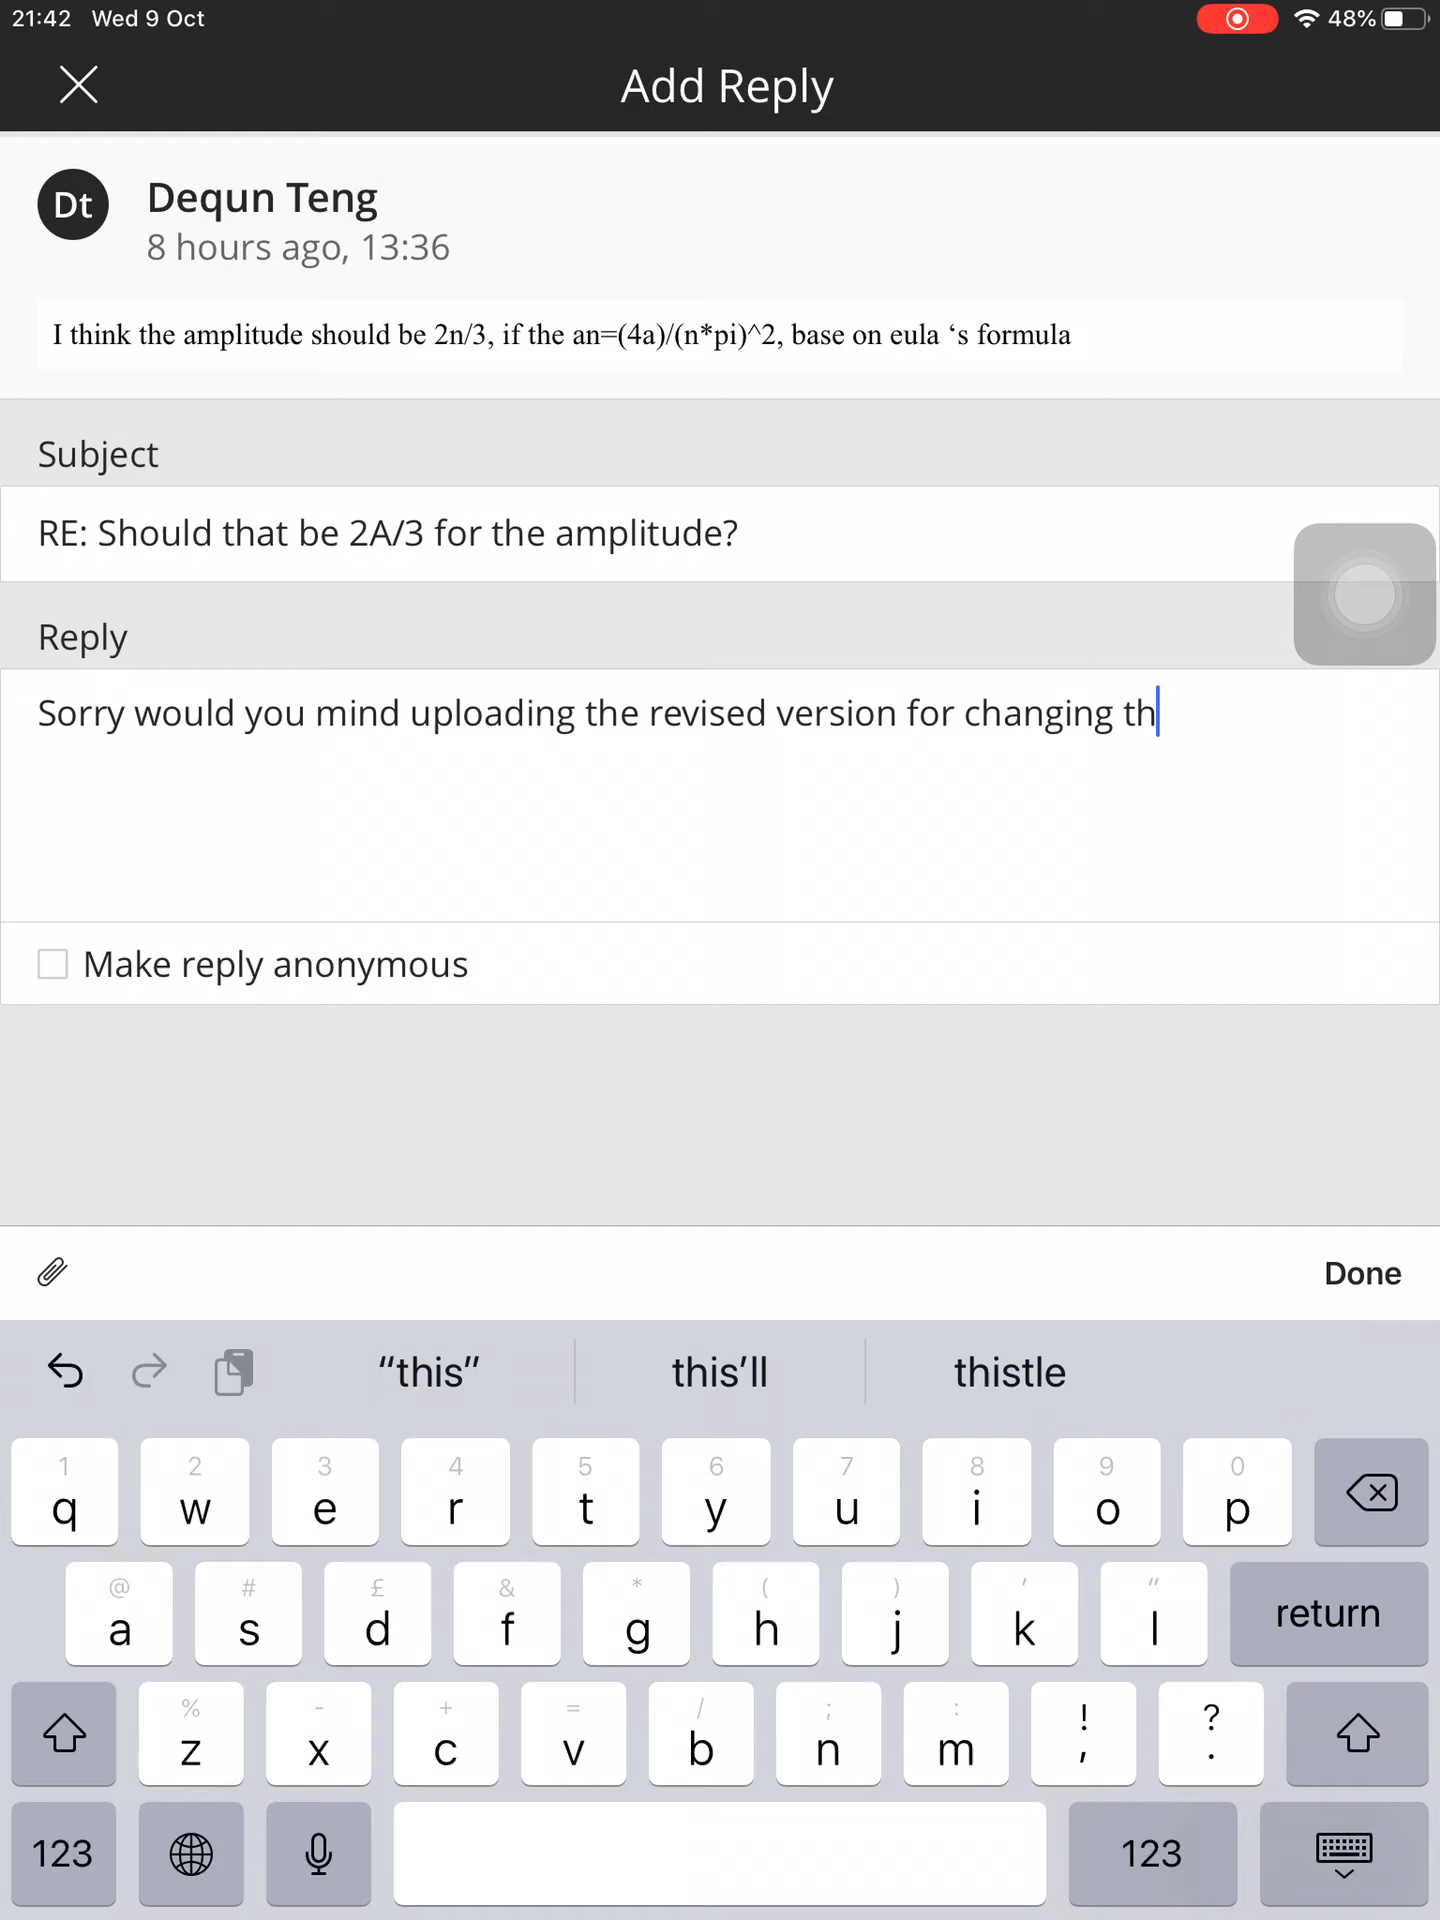 21:42 Wed 9 Oct 48%
Add Reply
Dt Dequn Teng
8 hours ago, 13:36
I think the amplitude should be 2n/3, if the an=(4a)/(n*pi)^2, base on eula ‘s formula
Subject
RE: Should that be 2A/3 for the amplitude?
Reply
Sorry would you mind uploading the revised version for changing th
Make reply anonymous
Done
“this” this’ll thistle
1 2 3 4 5 6 7 8 9 0
q w e r t y u i o p
@ # £ & * ( ) ' "
a s d f g h j k l return
% - + = / ; : ! ?
z x c v b n m , .
123 123